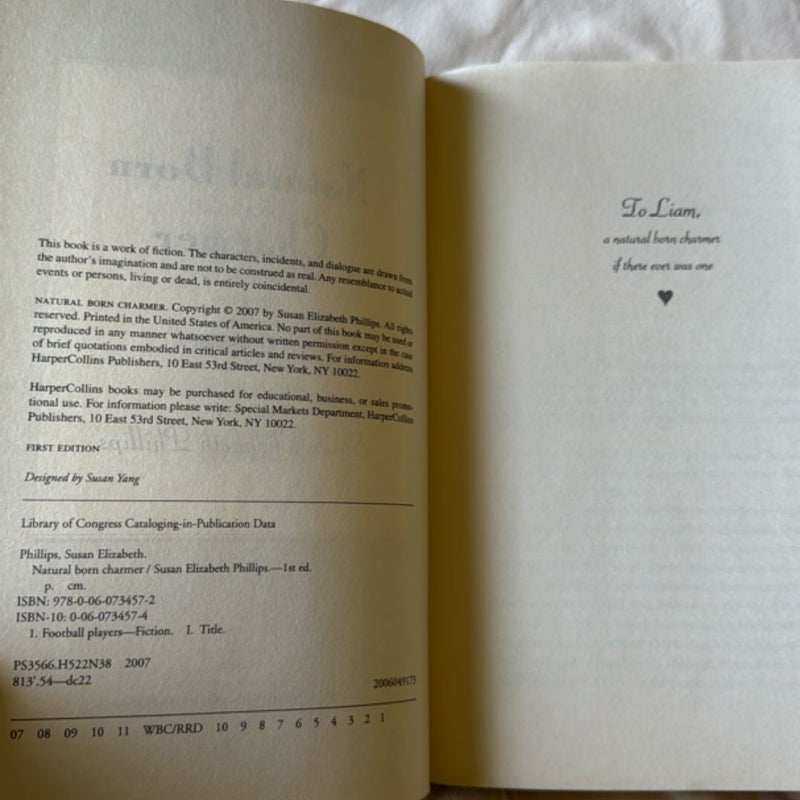 This book is a work of fiction. The characters, incidents, and dialogue are drawn from
the author's imagination and are not to be construed as real. Any resemblance to actual
events or persons, living or dead, is entirely coincidental.
NATURAL BORN CHARMER. Copyright © 2007 by Susan Elizabeth Phillips. All rights
reserved. Printed in the United States of America. No part of this book may be used or
reproduced in any manner whatsoever without written permission except in the case
of brief quotations embodied in critical articles and reviews. For information address
HarperCollins Publishers, 10 East 53rd Street, New York, NY 10022.
HarperCollins books may be purchased for educational, business, or sales promo-
tional use. For information please write: Special Markets Department, HarperCollins
Publishers, 10 East 53rd Street, New York, NY 10022.
FIRST EDITION
Designed by Susan Yang
Library of Congress Cataloging-in-Publication Data
Phillips, Susan Elizabeth.
Natural born charmer / Susan Elizabeth Phillips.—1st ed.
p. cm.
ISBN: 978-0-06-073457-2
ISBN-10: 0-06-073457-4
1. Football players—Fiction. I. Title.
PS3566.H522N38 2007
813'.54—dc22
2006049173
07 08 09 10 11 WBC/RRD 10 9 8 7 6 5 4 3 2 1
To Liam,
a natural born charmer
if there ever was one